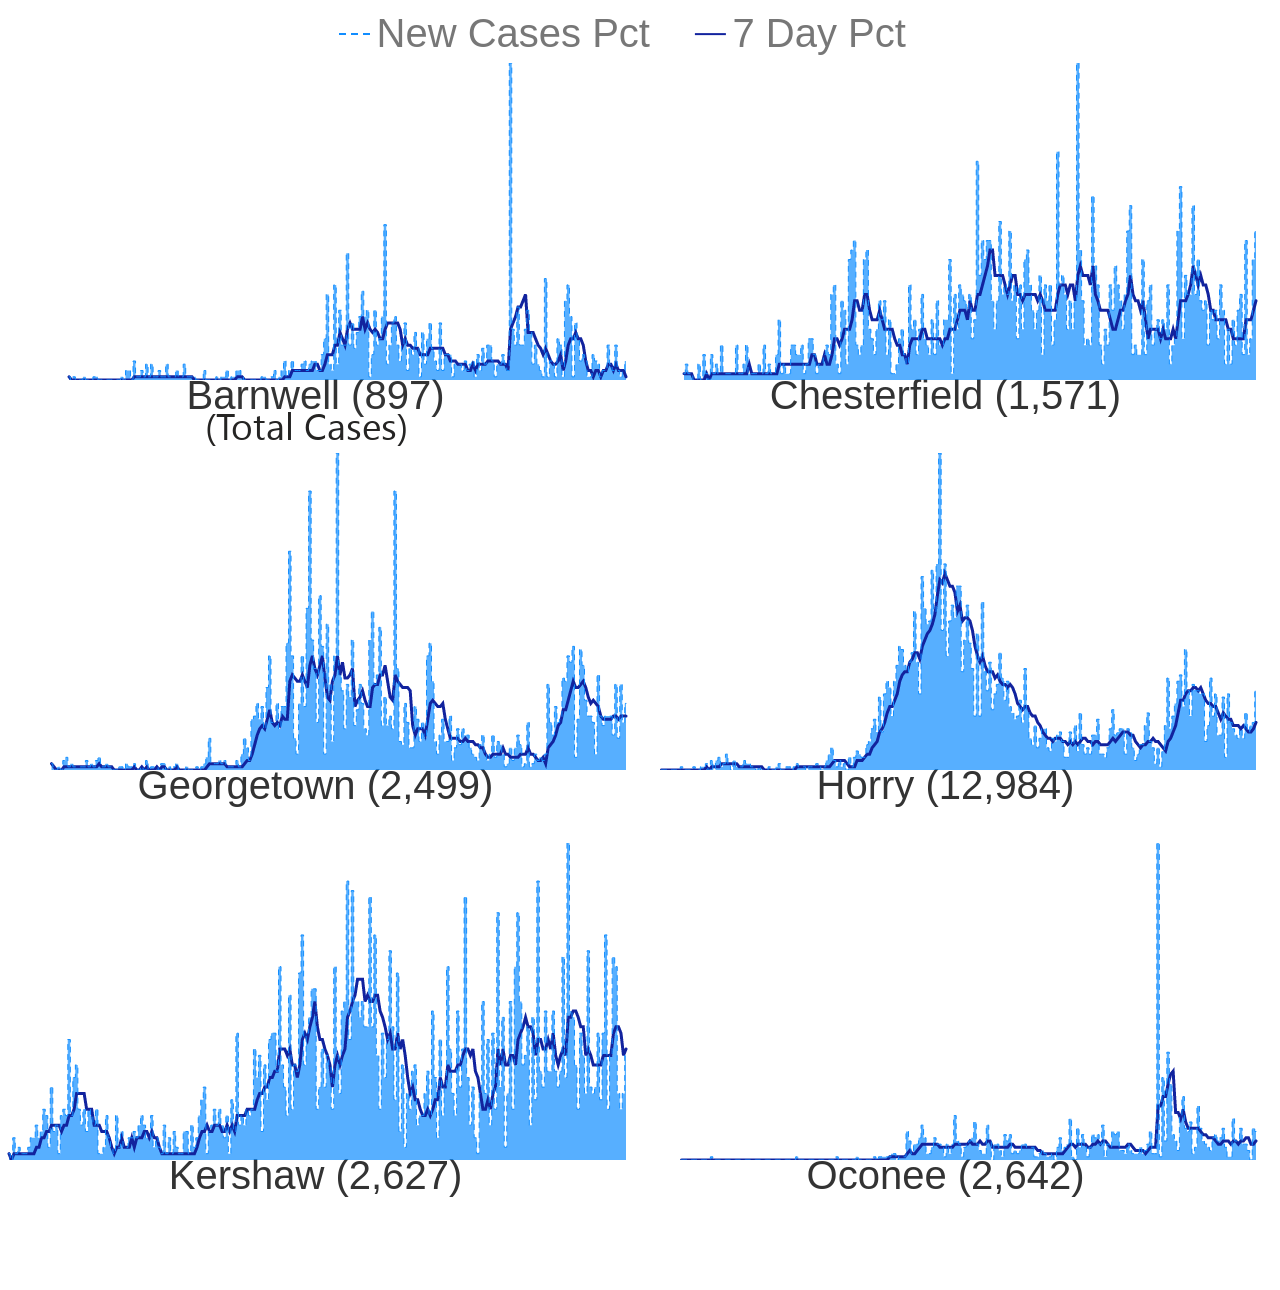 New Cases Pct 7 Day Pct
Barnwell (897) Chesterfield (1,571)
(Total Cases)
Georgetown (2,499) Horry (12,984)
Kershaw (2,627) Oconee (2,642)